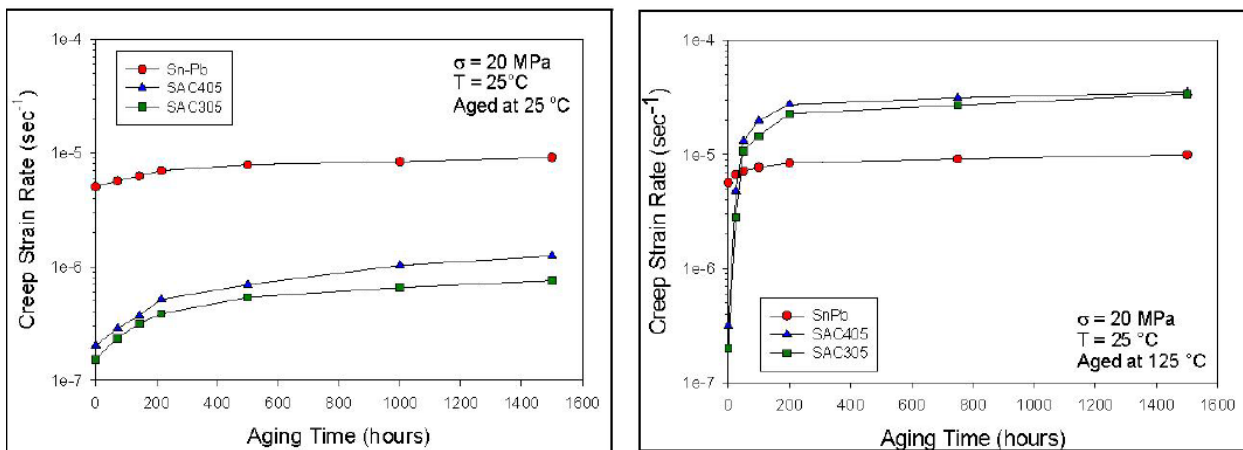 1e-4
1e-5
1e-6
1e-7
Creep Strain Rate (sec-1)
Sn-Pb
SAC405
SAC305
σ = 20 MPa
T = 25°C
Aged at 25 °C
0 200 400 600 800 1000 1200 1400 1600
Aging Time (hours)
1e-4
1e-5
1e-6
1e-7
Creep Strain Rate (sec-1)
SnPb
SAC405
SAC305
σ = 20 MPa
T = 25 °C
Aged at 125 °C
0 200 400 600 800 1000 1200 1400 1600
Aging Time (hours)